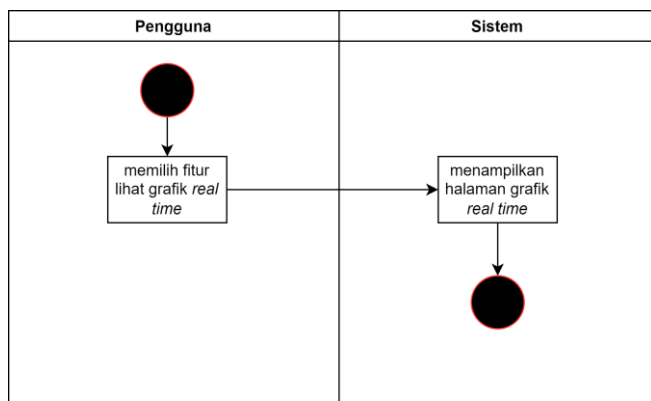 Pengguna
Sistem
memilih fitur
lihat grafik real
time
menampilkan
halaman grafik
real time